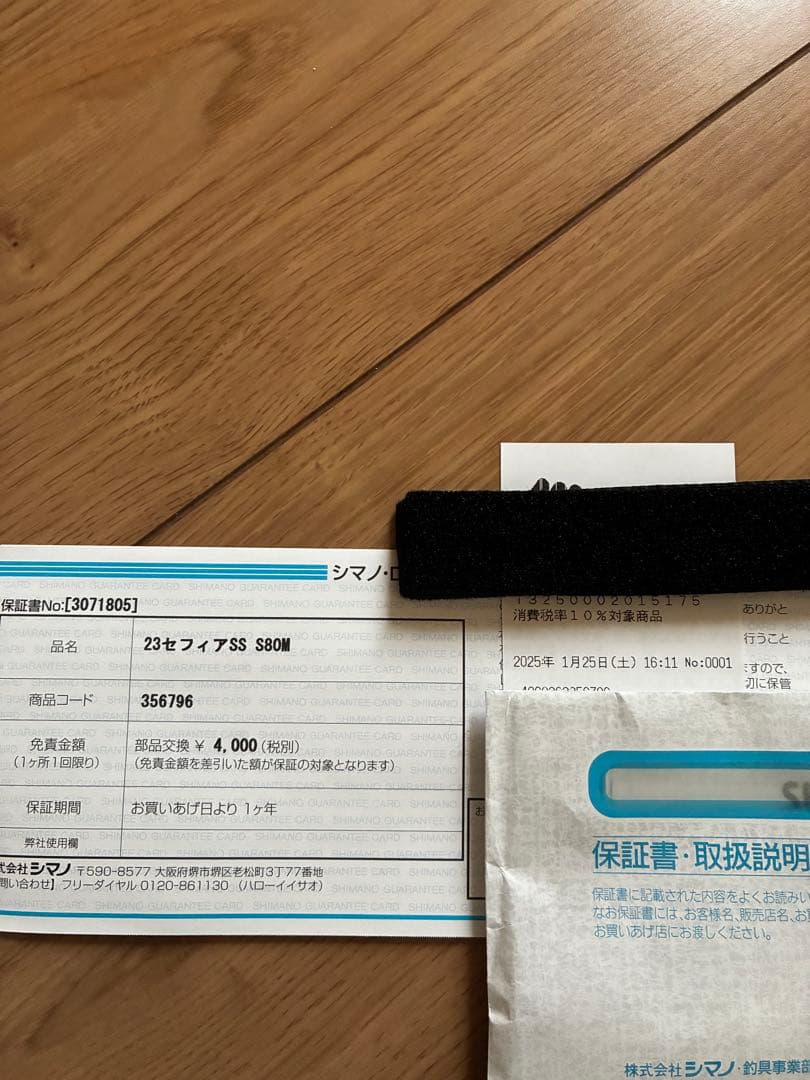 シマノ・ロ
保証書No:[3071805]
品名 23セフィアSS S80M
商品コード 356796
免責金額 部品交換 ¥ 4,000(税別)
(1ヶ所1回限り) (免責金額を差引いた額が保証の対象となります)
保証期間 お買いあげ日より 1ヶ年
弊社使用欄
式会社シマノ 〒590-8577 大阪府堺市堺区老松町3丁77番地
問い合わせ】フリーダイヤル 0120-861130 (ハローイイサオ)
SHIMANO GUARANTEE CARD
T3250002015175
消費税率10%対象商品
2025年 1月25日(土) 16:11 No:0001
ありがと
行うこと
ますので、
切に保管
お
保証書・取扱説明
保証書に記載された内容をよくお読みい
なお保証書には、お客様名、販売店名、お
お買いあげ店にお渡しください。
株式会社シマノ・釣具事業部